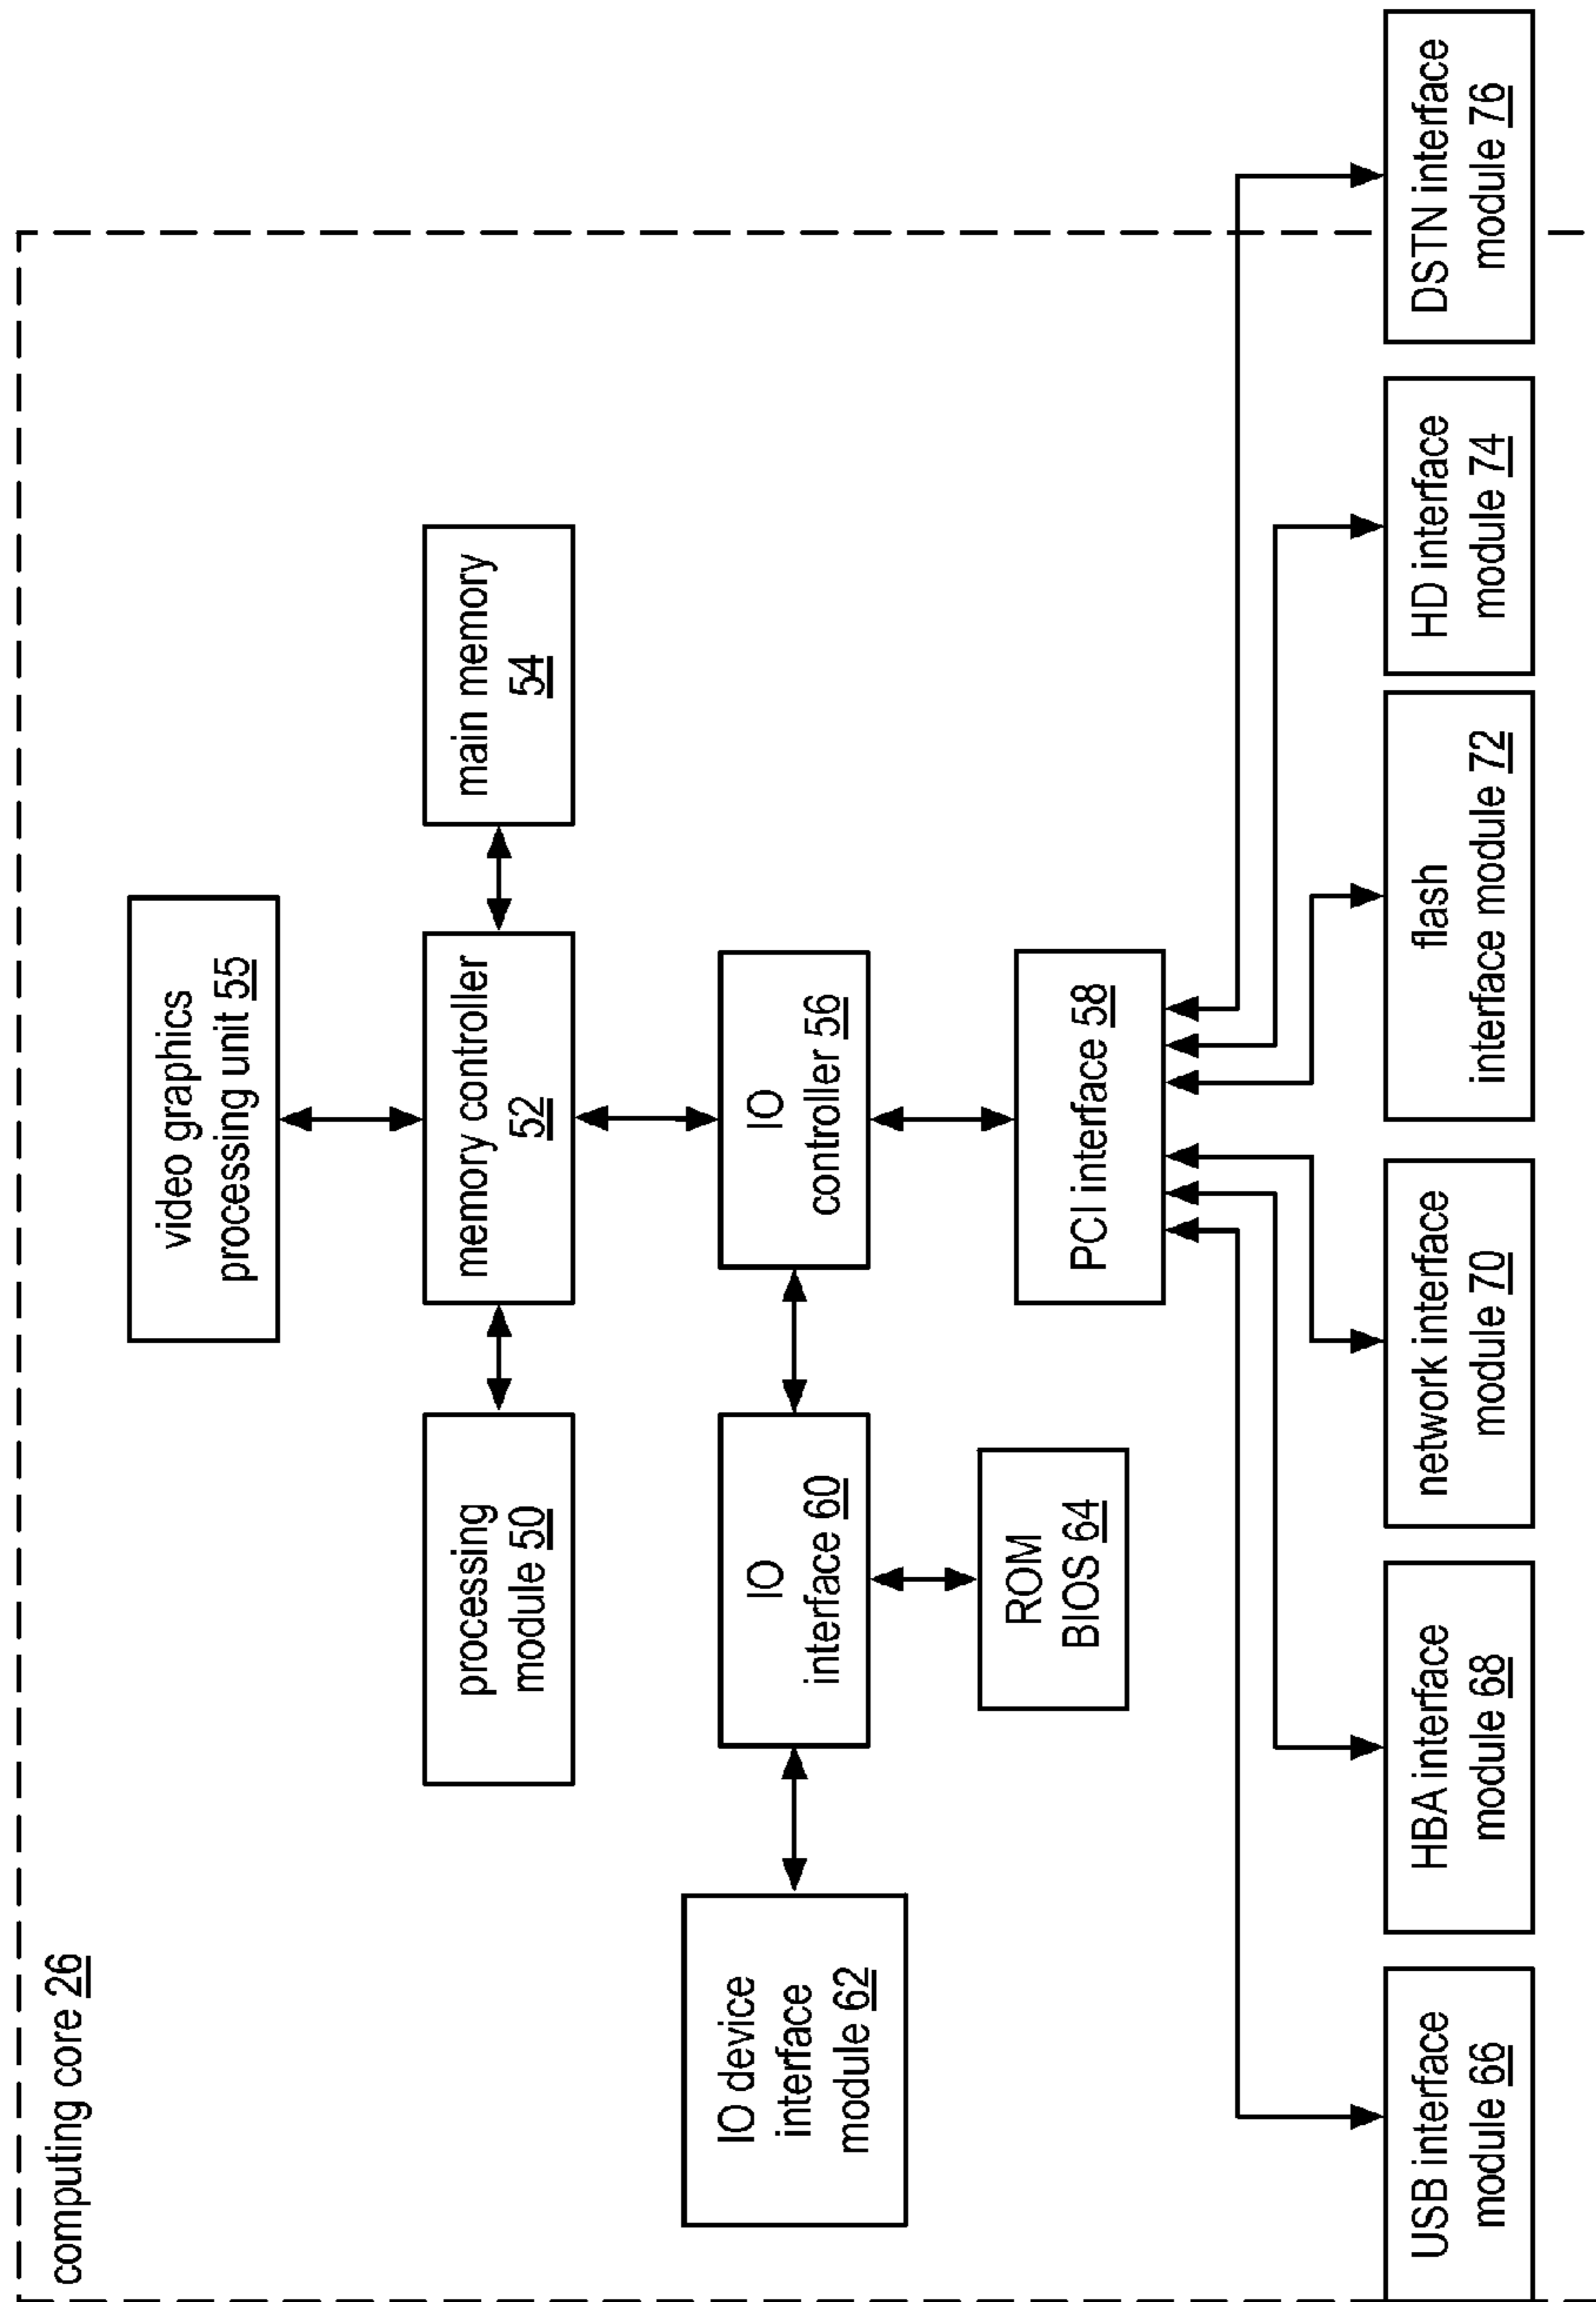 computing core 26
video graphics
processing unit 55
processing
module 50
memory controller
52
main memory
54
IO device
interface
module 62
IO
interface 60
IO
controller 56
ROM
BIOS 64
PCI interface 58
USB interface
module 66
HBA interface
module 68
network interface
module 70
flash
interface module 72
HD interface
module 74
DSTN interface
module 76